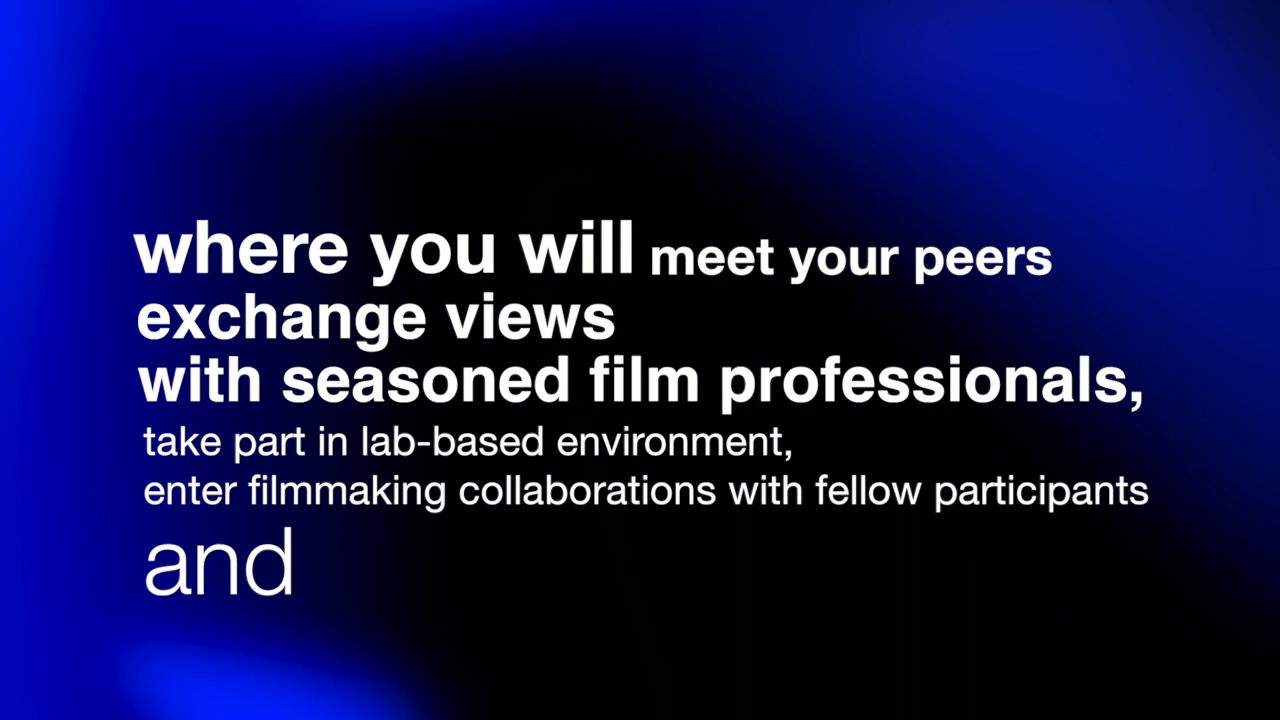 where you will meet your peers
exchange views
with seasoned film professionals,
take part in lab-based environment,
enter filmmaking collaborations with fellow participants
and